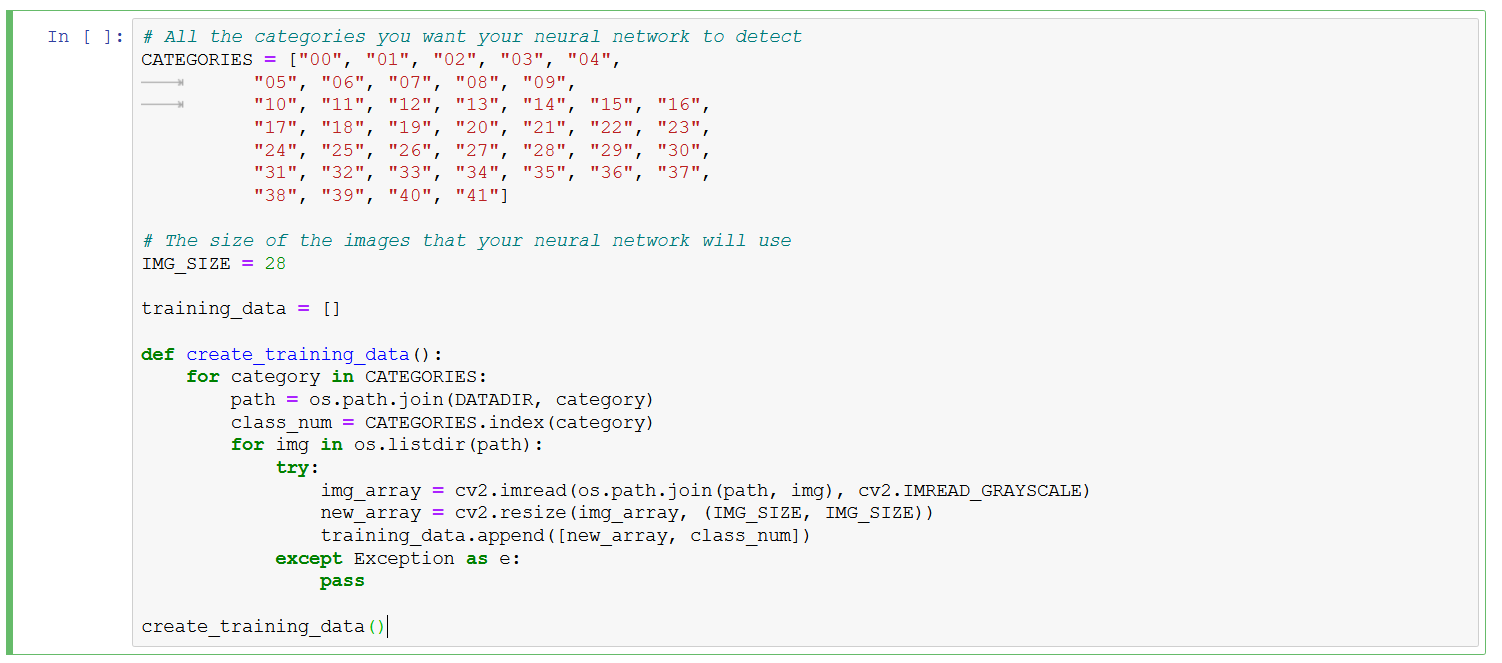 In [ ]: # All the categories you want your neural network to detect
CATEGORIES = ["00", "01", "02", "03", "04",
"05", "06", "07", "08", "09",
"10", "11", "12", "13", "14", "15", "16",
"17", "18", "19", "20", "21", "22", "23",
"24", "25", "26", "27", "28", "29", "30",
"31", "32", "33", "34", "35", "36", "37",
"38", "39", "40", "41"]
# The size of the images that your neural network will use
IMG_SIZE = 28
training_data = []
def create_training_data():
for category in CATEGORIES:
path = os.path.join(DATADIR, category)
class_num = CATEGORIES.index(category)
for img in os.listdir(path):
try:
img_array = cv2.imread(os.path.join(path, img), cv2.IMREAD_GRAYSCALE)
new_array = cv2.resize(img_array, (IMG_SIZE, IMG_SIZE))
training_data.append([new_array, class_num])
except Exception as e:
pass
create_training_data()